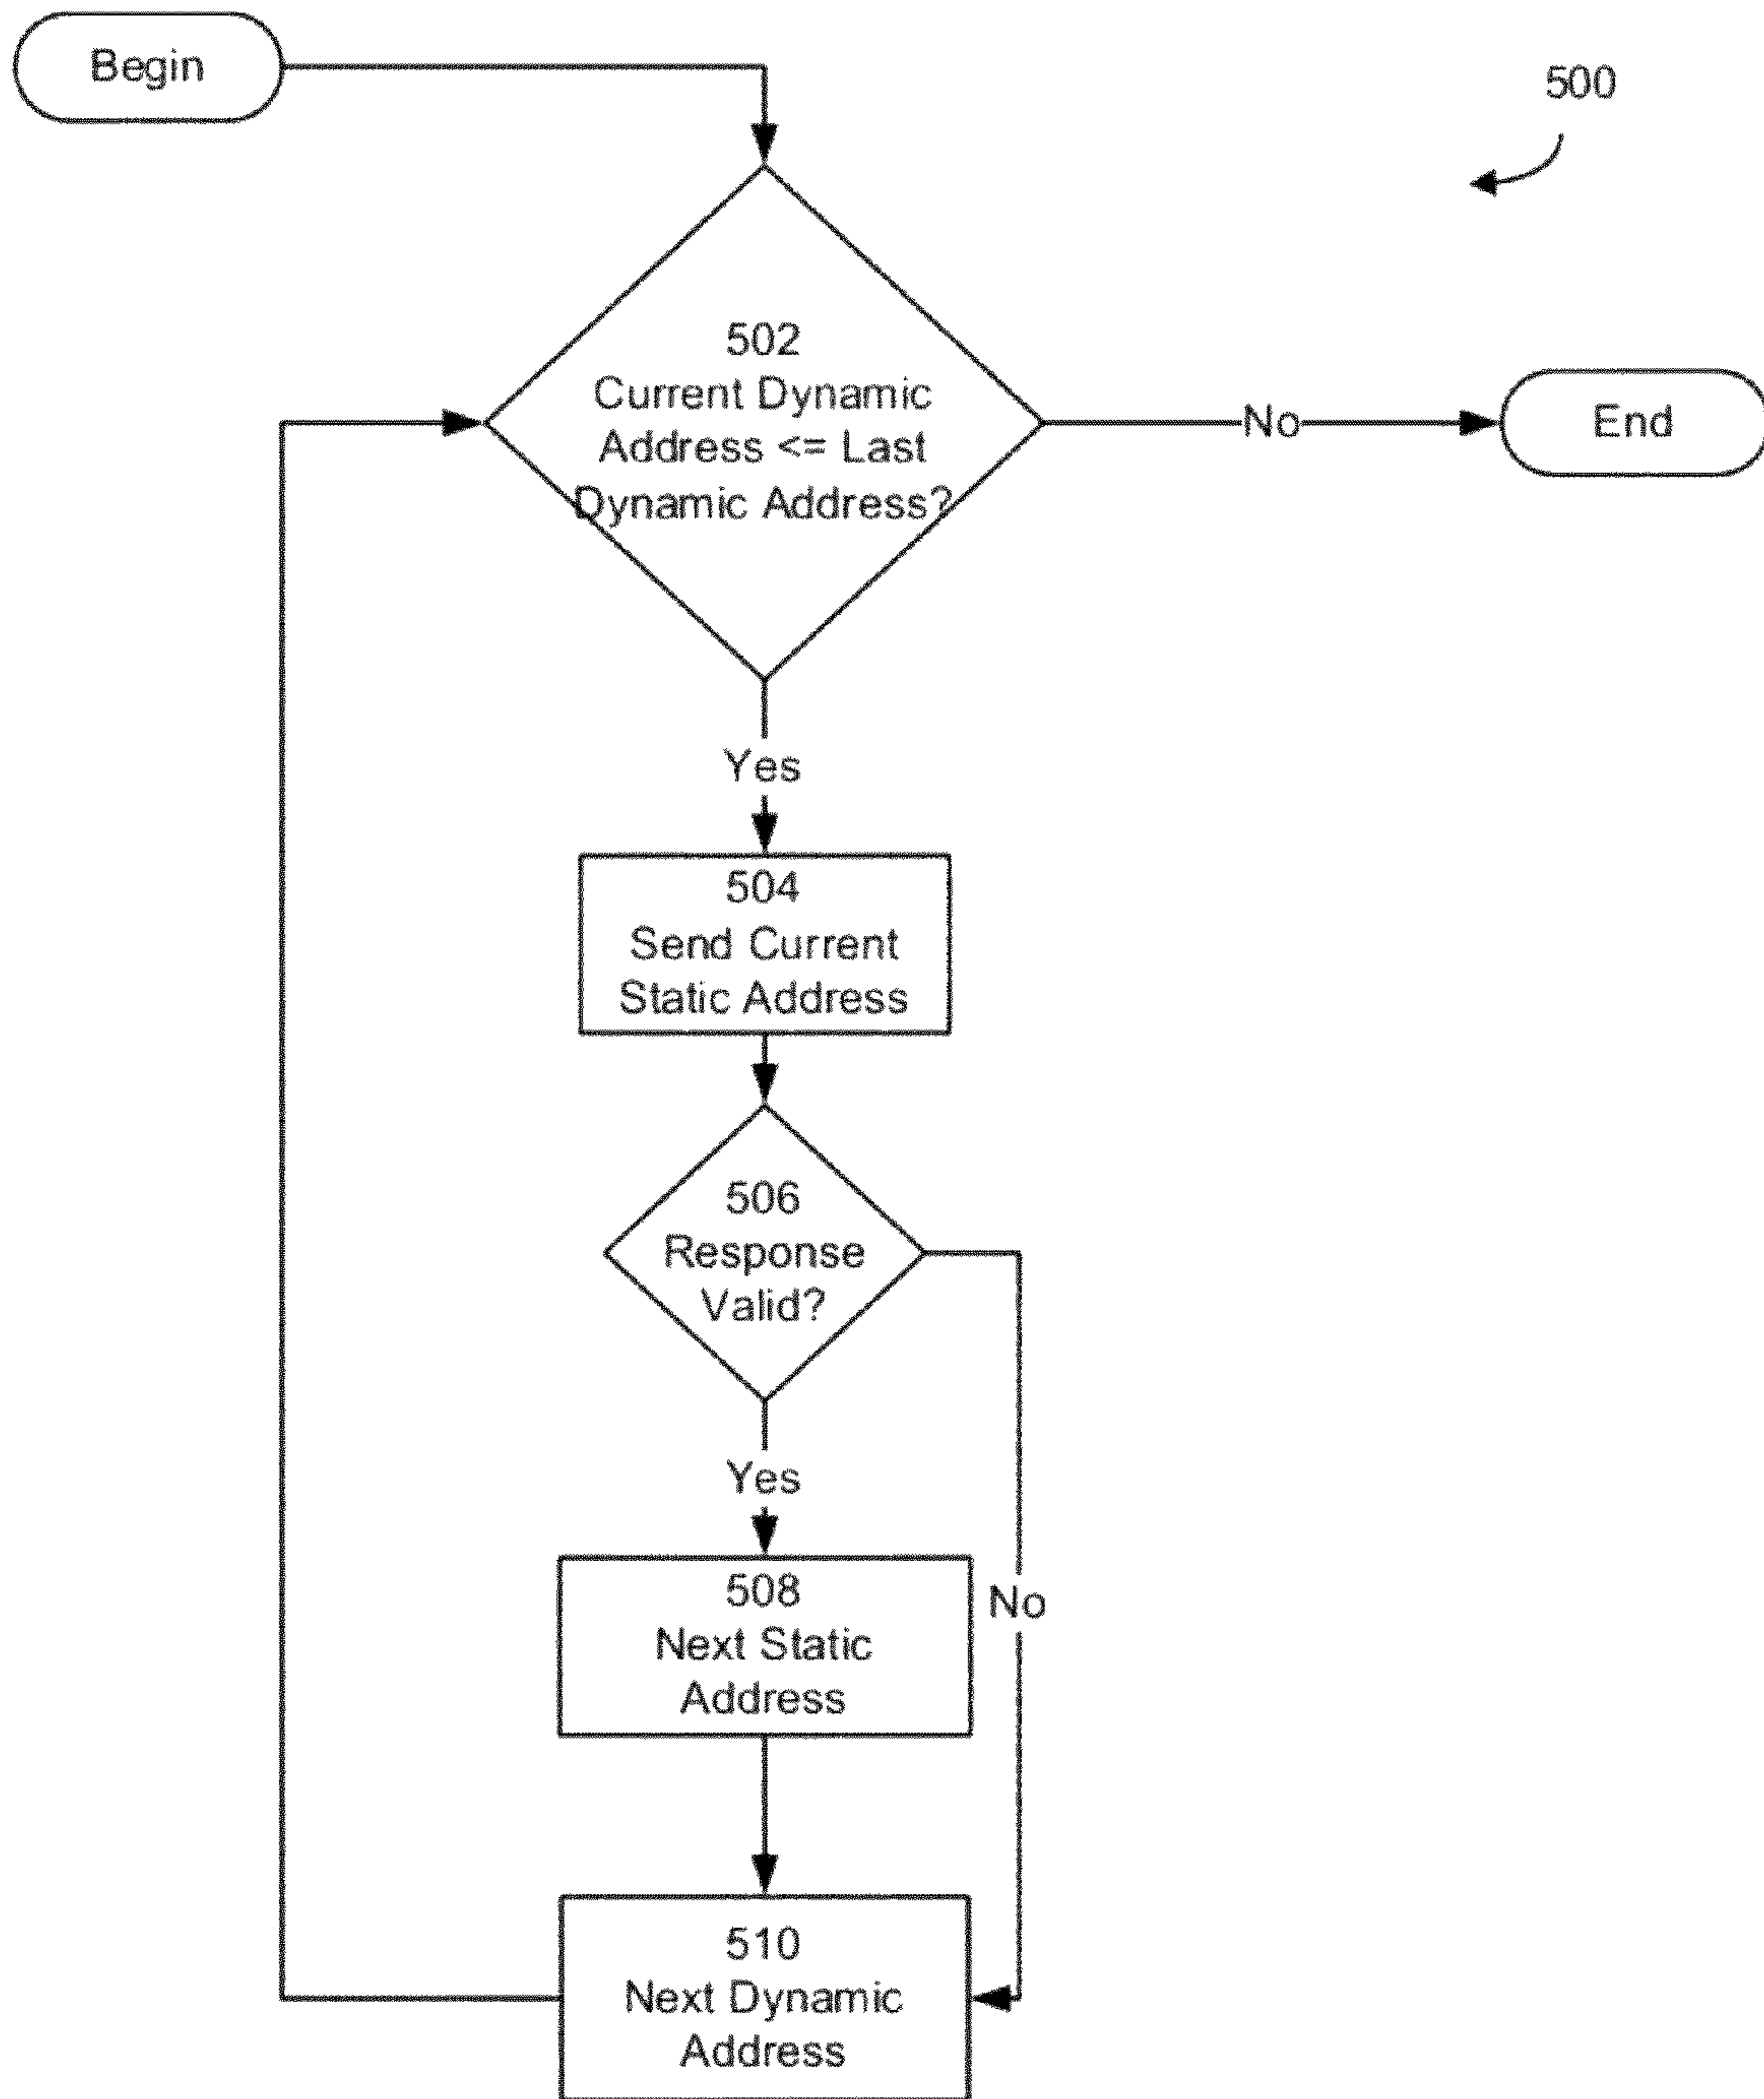 Begin
500
502
Current Dynamic
Address <= Last
Dynamic Address?
No
End
Yes
504
Send Current
Static Address
506
Response
Valid?
Yes
508
Next Static
Address
No
510
Next Dynamic
Address